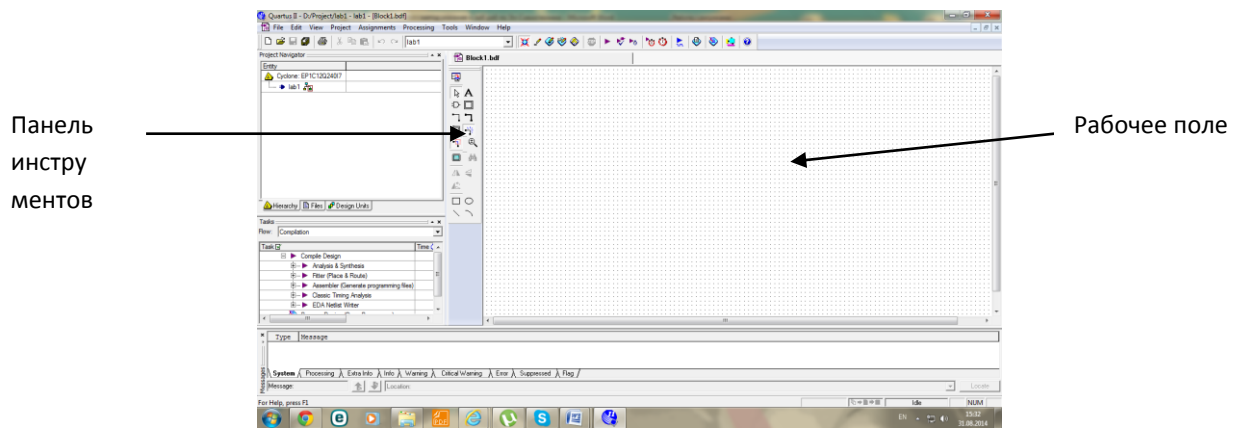 Quartus II - D:/Project/lab1 - lab1 - [Block1.bdf]
File Edit View Project Assignments Processing Tools Window Help
lab1
Project Navigator
Block1.bdf
Entity
Cyclone: EP1C12Q240I7
lab1
Панель
инстру
ментов
Рабочее поле
Hierarchy Files Design Units
Tasks
Flow: Compilation
Task Time
Compile Design
Analysis & Synthesis
Fitter (Place & Route)
Assembler (Generate programming files)
Classic Timing Analysis
EDA Netlist Writer
Type Message
Messages
System Processing Extra Info Info Warning Critical Warning Error Suppressed Flag
Message: Location: Locate
For Help, press F1 Idle NUM
EN 15:32
31.08.2014